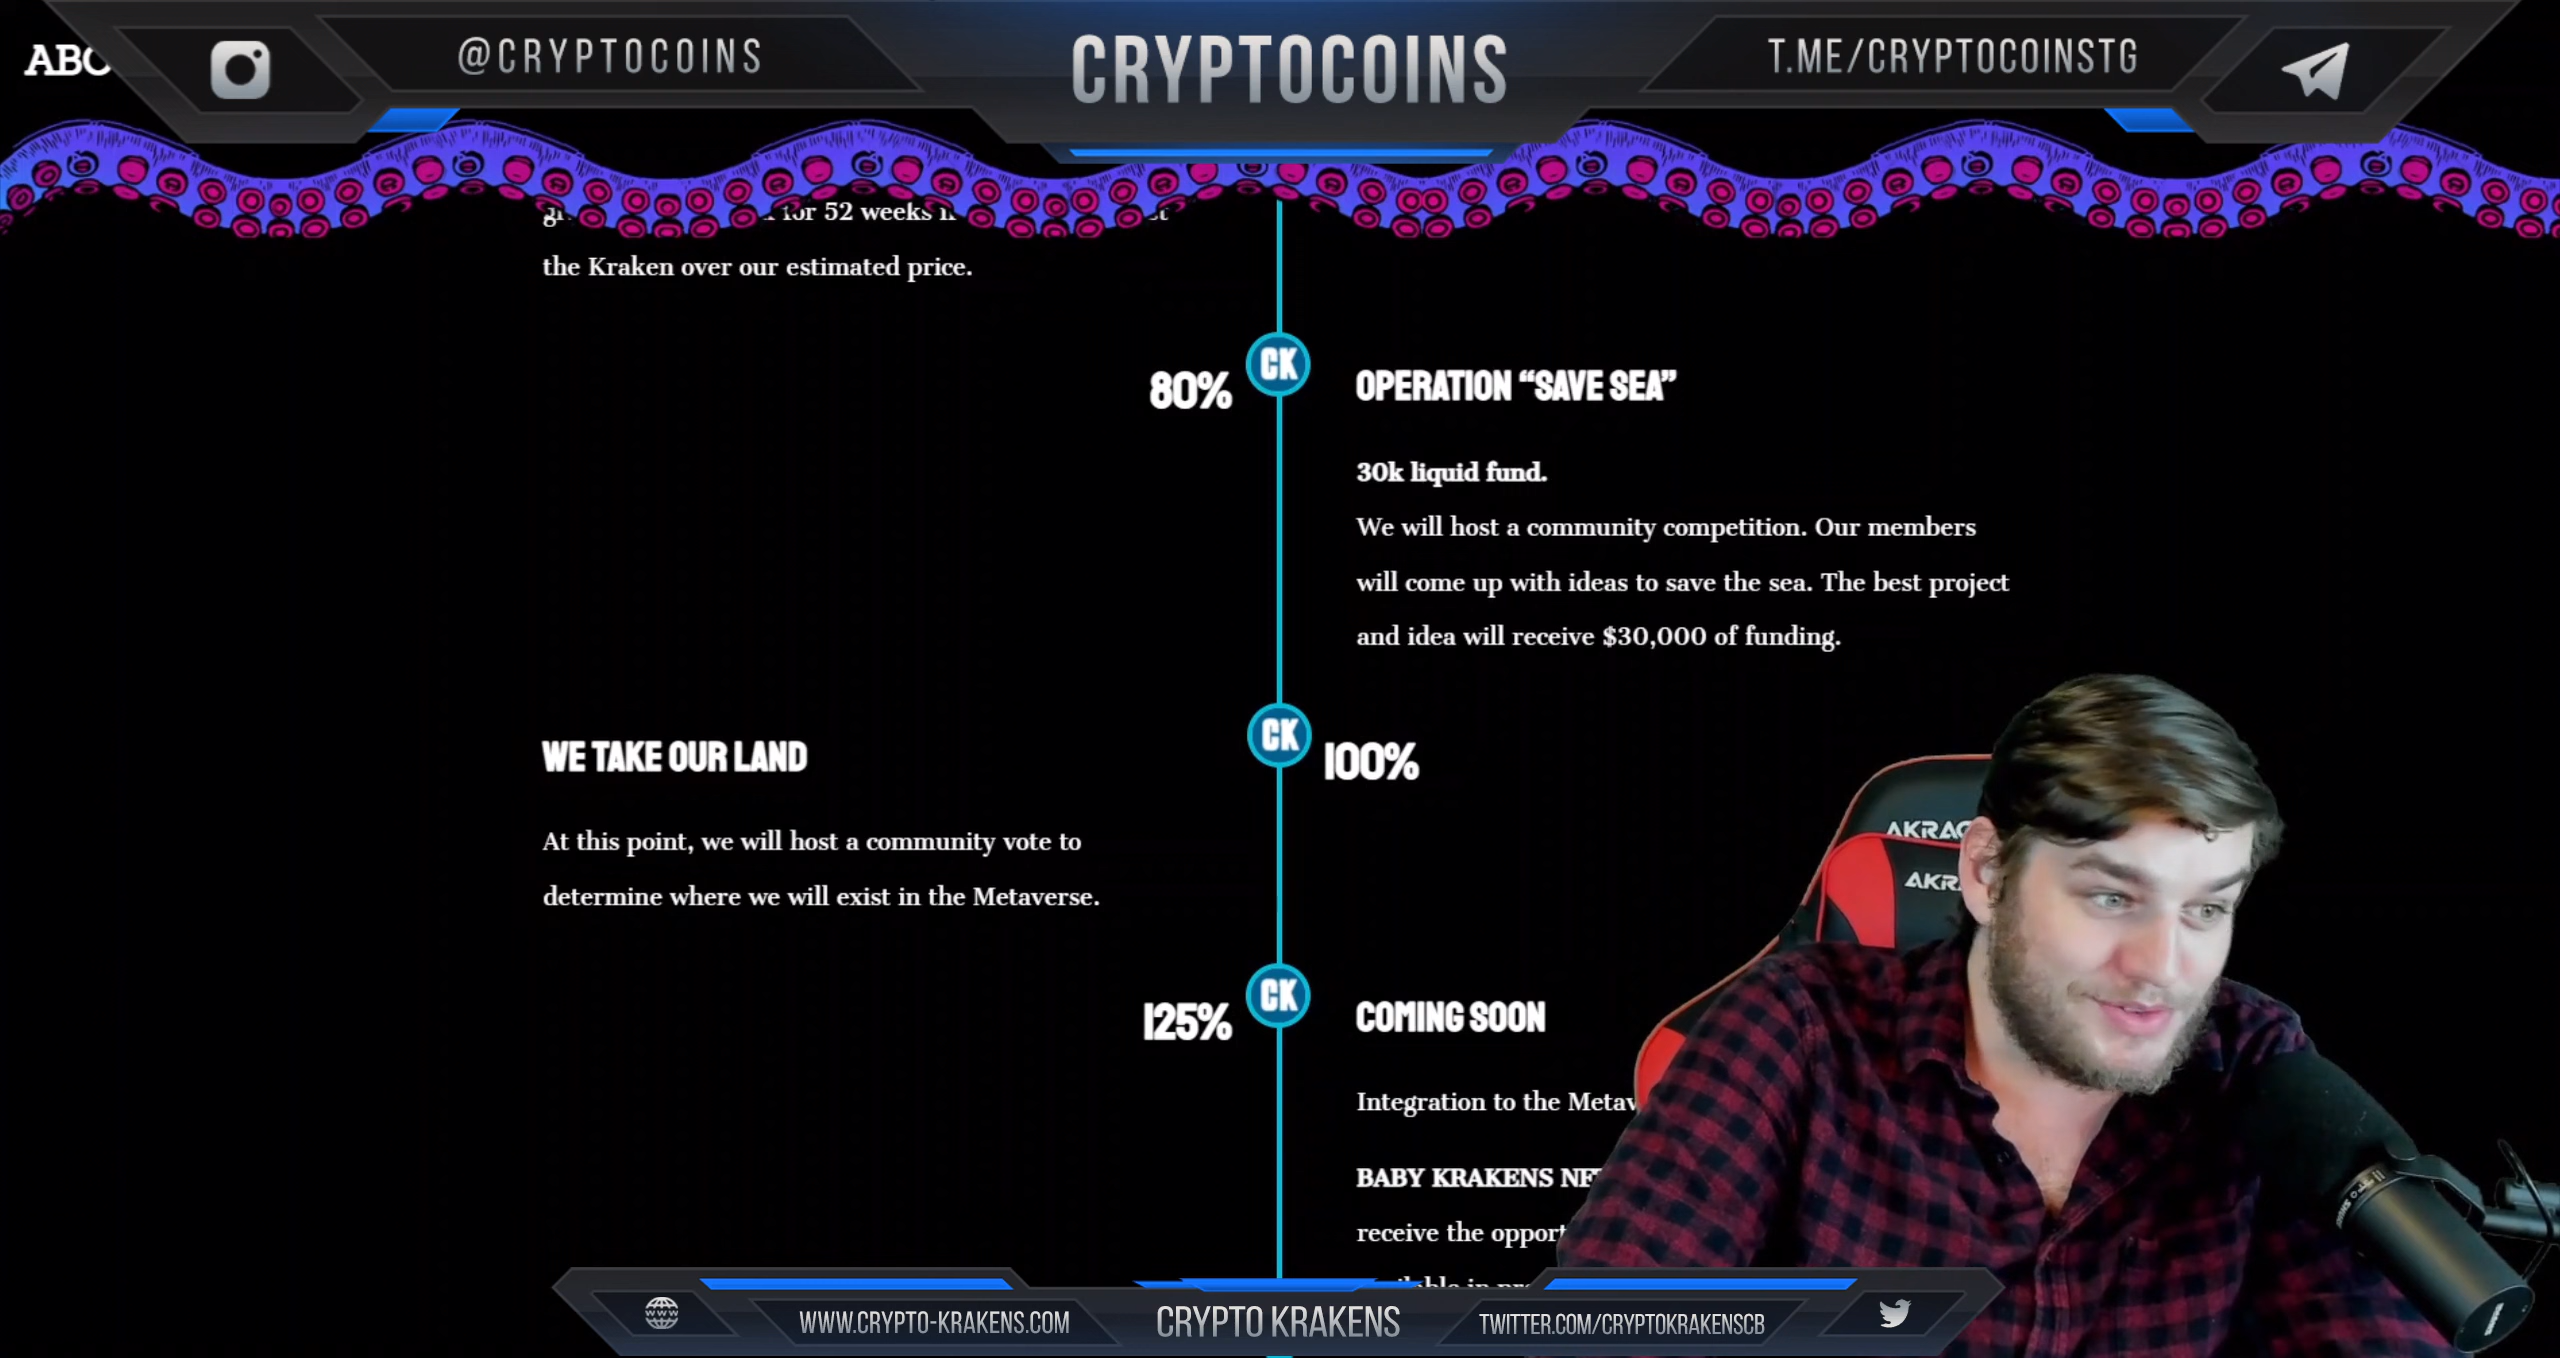 ABO
@CRYPTOCOINS
CRYPTOCOINS
T.ME/CRYPTOCOINSTG
for 52 weeks
the Kraken over our estimated price.
CK
80%
OPERATION “SAVE SEA”
30k liquid fund.
We will host a community competition. Our members
will come up with ideas to save the sea. The best project
and idea will receive $30,000 of funding.
WE TAKE OUR LAND
CK
100%
At this point, we will host a community vote to
determine where we will exist in the Metaverse.
125%
CK
COMING SOON
Integration to the Metav
BABY KRAKENS NF
receive the opport
AKRAC
AKR
WWW
WWW.CRYPTO-KRAKENS.COM
CRYPTO KRAKENS
TWITTER.COM/CRYPTOKRAKENSCB